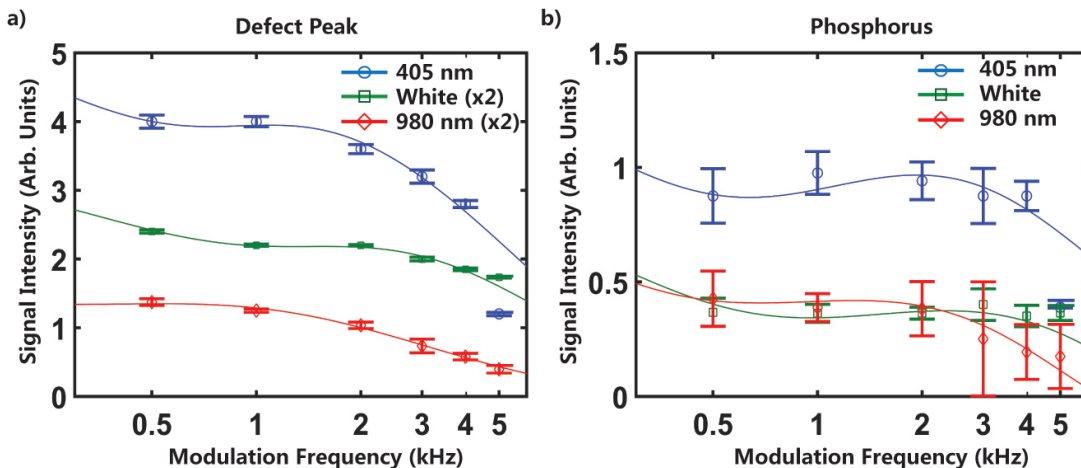 a)
Defect Peak
5
4
3
2
1
0
Signal Intensity (Arb. Units)
405 nm
White (x2)
980 nm (x2)
0.5 1 2 3 4 5
Modulation Frequency (kHz)
b)
Phosphorus
1.5
1
0.5
0
Signal Intensity (Arb. Units)
405 nm
White
980 nm
0.5 1 2 3 4 5
Modulation Frequency (kHz)